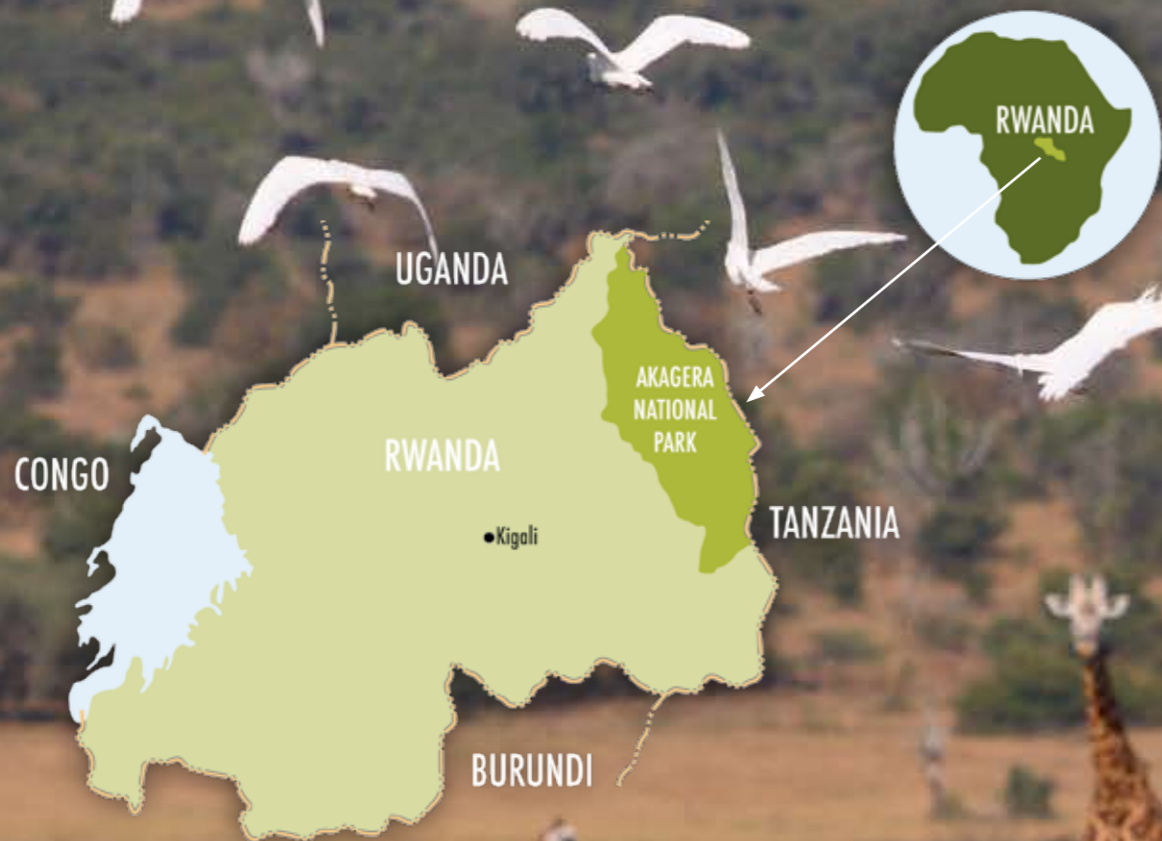 RWANDA
UGANDA
AKAGERA
NATIONAL
PARK
RWANDA
CONGO
TANZANIA
Kigali
BURUNDI